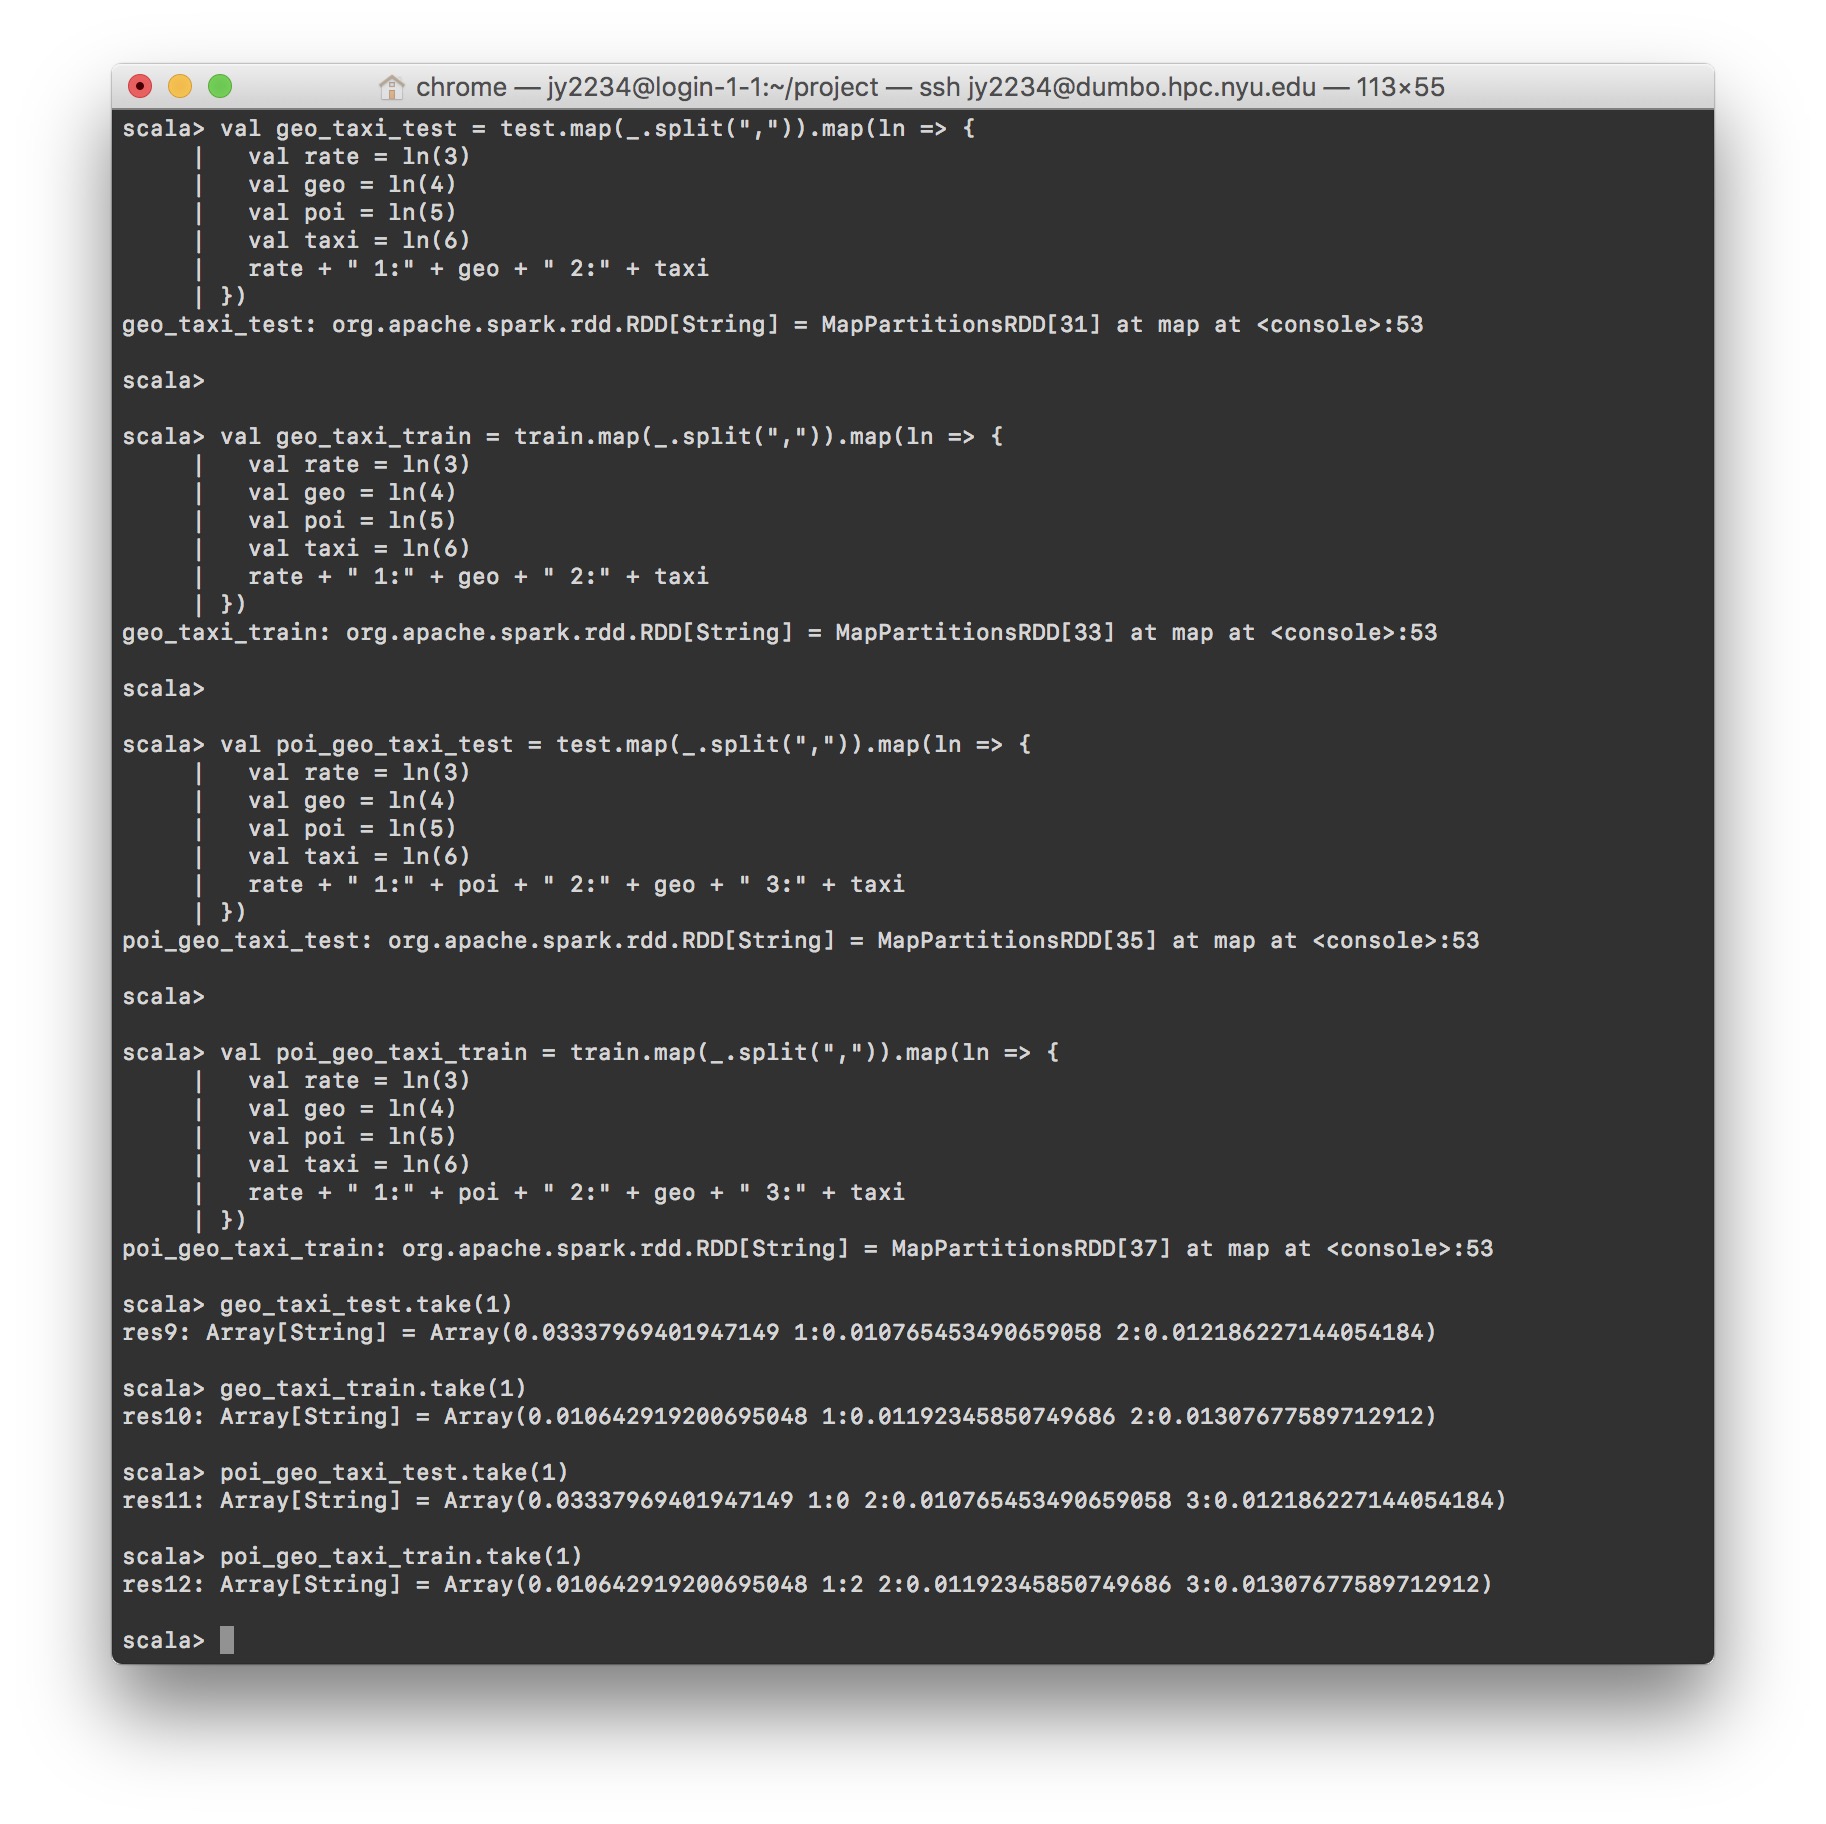 chrome — jy2234@login-1-1:~/project — ssh jy2234@dumbo.hpc.nyu.edu — 113×55
scala> val geo_taxi_test = test.map(_.split(",")).map(ln => {
     |   val rate = ln(3)
     |   val geo = ln(4)
     |   val poi = ln(5)
     |   val taxi = ln(6)
     |   rate + " 1:" + geo + " 2:" + taxi
     | })
geo_taxi_test: org.apache.spark.rdd.RDD[String] = MapPartitionsRDD[31] at map at <console>:53
scala>
scala> val geo_taxi_train = train.map(_.split(",")).map(ln => {
     |   val rate = ln(3)
     |   val geo = ln(4)
     |   val poi = ln(5)
     |   val taxi = ln(6)
     |   rate + " 1:" + geo + " 2:" + taxi
     | })
geo_taxi_train: org.apache.spark.rdd.RDD[String] = MapPartitionsRDD[33] at map at <console>:53
scala>
scala> val poi_geo_taxi_test = test.map(_.split(",")).map(ln => {
     |   val rate = ln(3)
     |   val geo = ln(4)
     |   val poi = ln(5)
     |   val taxi = ln(6)
     |   rate + " 1:" + poi + " 2:" + geo + " 3:" + taxi
     | })
poi_geo_taxi_test: org.apache.spark.rdd.RDD[String] = MapPartitionsRDD[35] at map at <console>:53
scala>
scala> val poi_geo_taxi_train = train.map(_.split(",")).map(ln => {
     |   val rate = ln(3)
     |   val geo = ln(4)
     |   val poi = ln(5)
     |   val taxi = ln(6)
     |   rate + " 1:" + poi + " 2:" + geo + " 3:" + taxi
     | })
poi_geo_taxi_train: org.apache.spark.rdd.RDD[String] = MapPartitionsRDD[37] at map at <console>:53
scala> geo_taxi_test.take(1)
res9: Array[String] = Array(0.03337969401947149 1:0.010765453490659058 2:0.012186227144054184)
scala> geo_taxi_train.take(1)
res10: Array[String] = Array(0.010642919200695048 1:0.01192345850749686 2:0.01307677589712912)
scala> poi_geo_taxi_test.take(1)
res11: Array[String] = Array(0.03337969401947149 1:0 2:0.010765453490659058 3:0.012186227144054184)
scala> poi_geo_taxi_train.take(1)
res12: Array[String] = Array(0.010642919200695048 1:2 2:0.01192345850749686 3:0.01307677589712912)
scala>